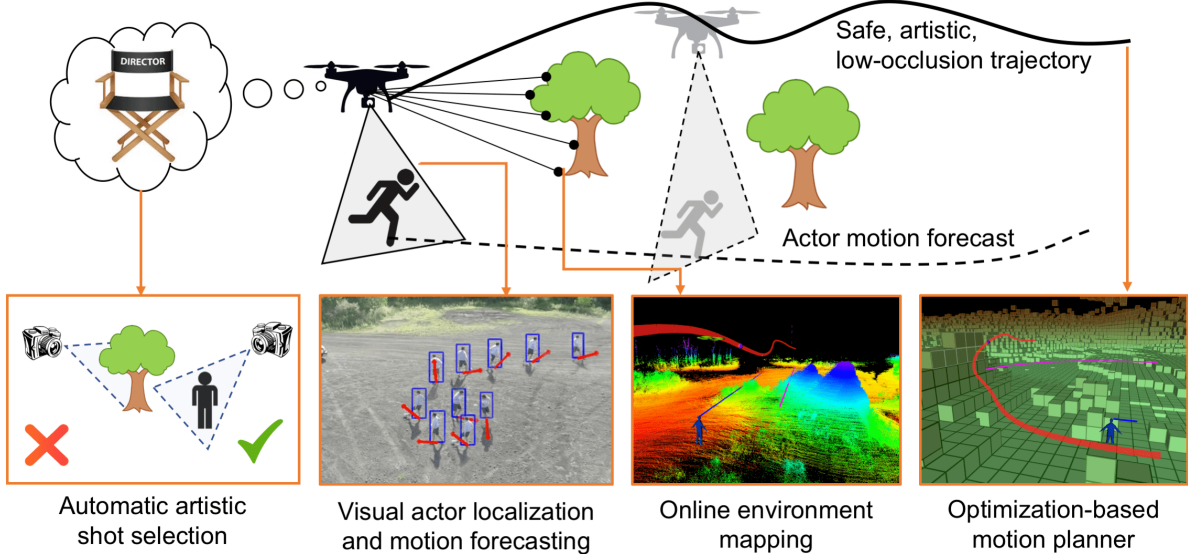 DIRECTOR
Safe, artistic,
low-occlusion trajectory
Actor motion forecast
Automatic artistic
shot selection
Visual actor localization
and motion forecasting
Online environment
mapping
Optimization-based
motion planner